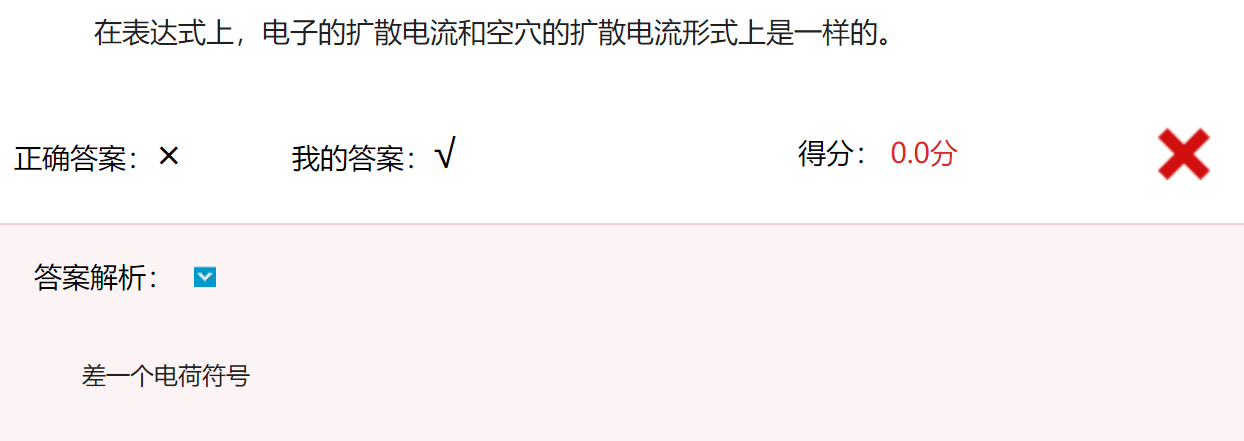 在表达式上，电子的扩散电流和空穴的扩散电流形式上是一样的。
正确答案：× 我的答案：√ 得分： 0.0分
答案解析：
差一个电荷符号